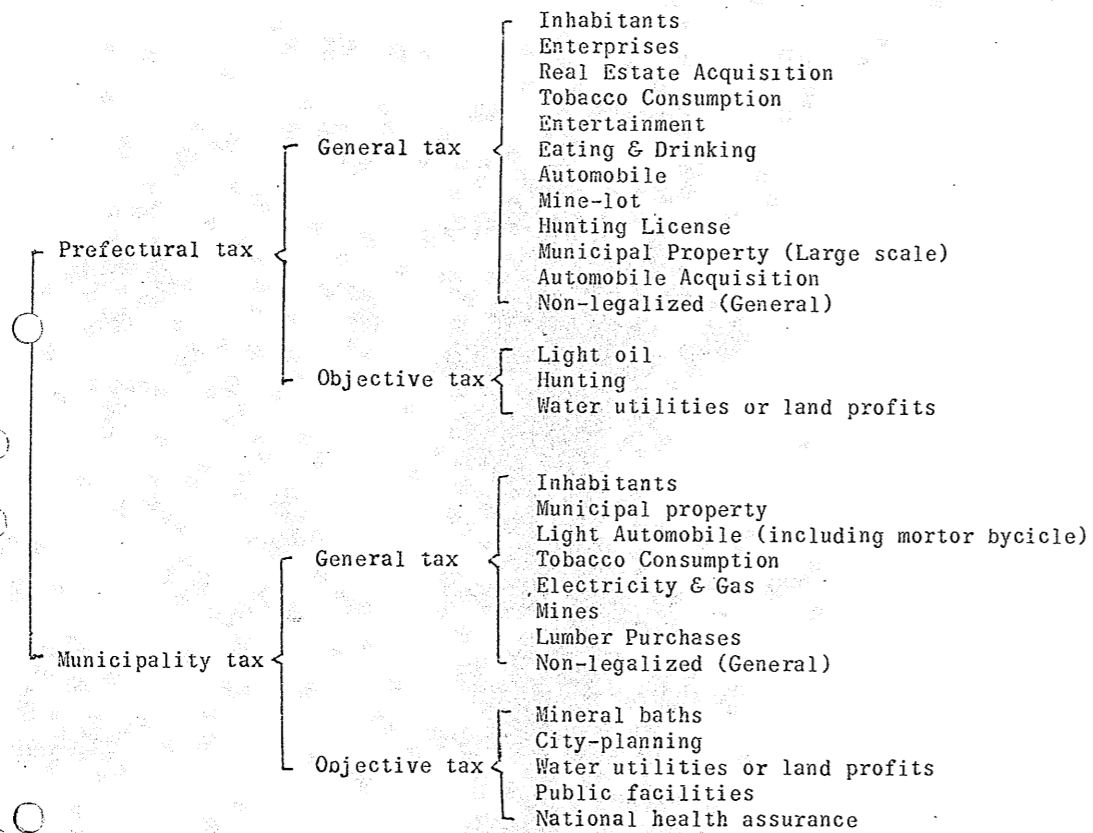 Inhabitants
Enterprises
Real Estate Acquisition
Tobacco Consumption
Entertainment
General tax
Eating & Drinking
Automobile
Mine-lot
Hunting License
Prefectural tax
Municipal Property (Large scale)
Automobile Acquisition
Non-legalized (General)
Light oil
Objective tax
Hunting
Water utilities or land profits
Inhabitants
Municipal property
Light Automobile (including mortor bycicle)
General tax
Tobacco Consumption
Electricity & Gas
Mines
Lumber Purchases
Municipality tax
Non-legalized (General)
Mineral baths
City-planning
Oojective tax
Water utilities or land profits
Public facilities
National health assurance